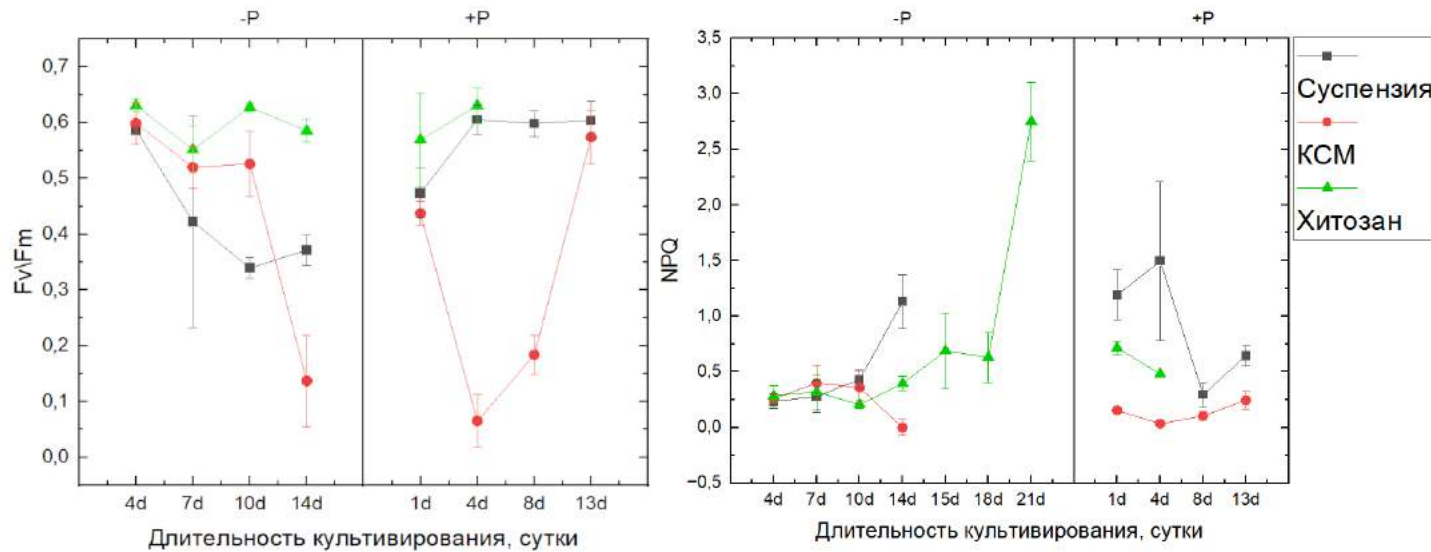 -P +P
0,7
0,6
0,5
0,4
0,3
0,2
0,1
0,0
Fv\Fm
4d 7d 10d 14d 1d 4d 8d 13d
Длительность культивирования, сутки
-P +P
3,5
3,0
2,5
2,0
1,5
1,0
0,5
0,0
−0,5
NPQ
4d 7d 10d 14d 15d 18d 21d 1d 4d 8d 13d
Длительность культивирования, сутки
Суспензия
КСМ
Хитозан